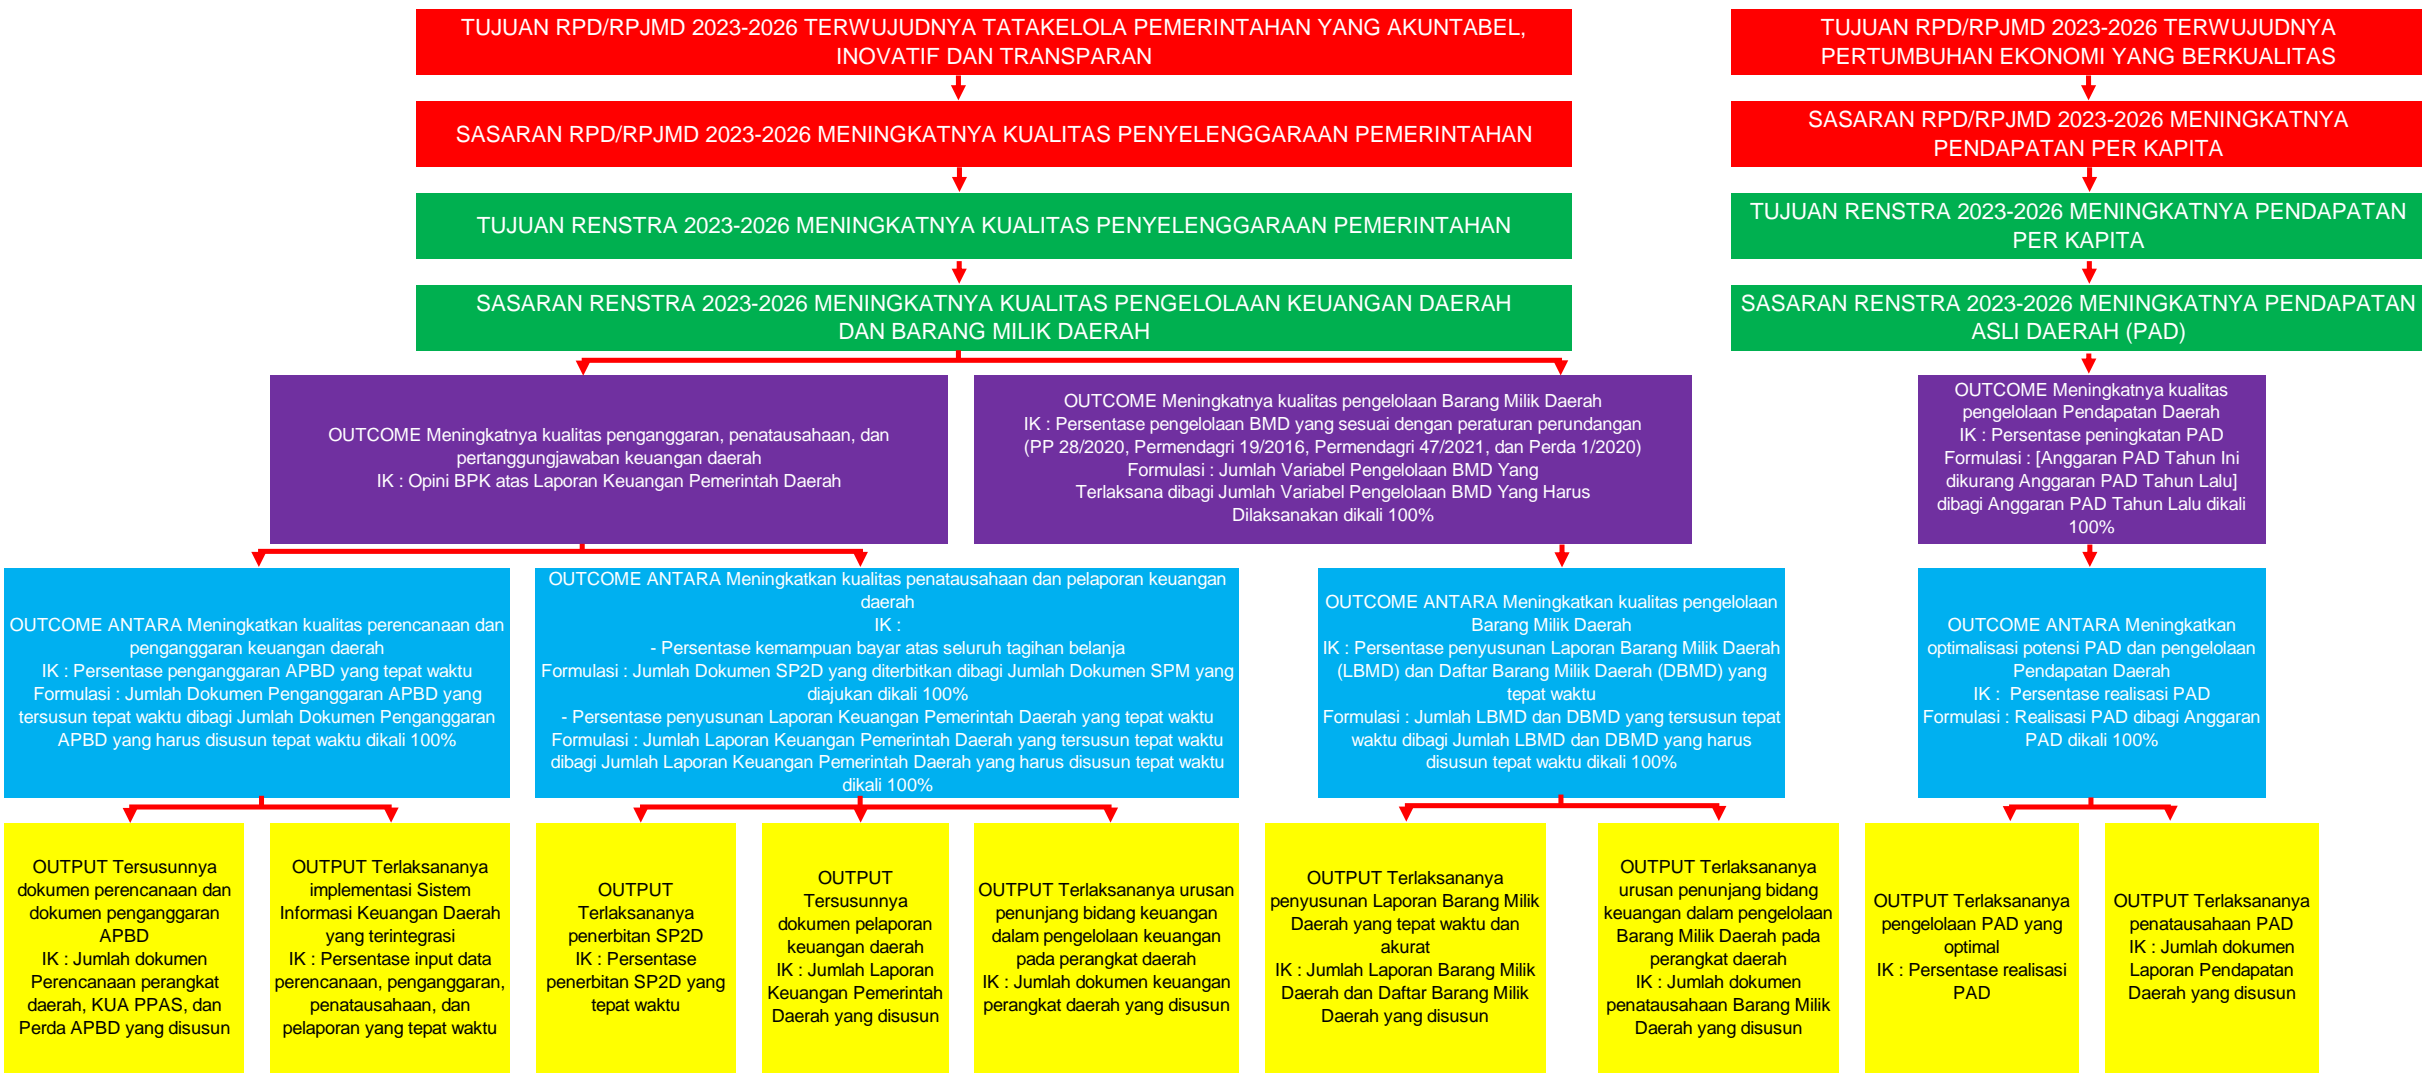 TUJUAN RPD/RPJMD 2023-2026 TERWUJUDNYA TATAKELOLA PEMERINTAHAN YANG AKUNTABEL,
INOVATIF DAN TRANSPARAN
TUJUAN RPD/RPJMD 2023-2026 TERWUJUDNYA
PERTUMBUHAN EKONOMI YANG BERKUALITAS
SASARAN RPD/RPJMD 2023-2026 MENINGKATNYA KUALITAS PENYELENGGARAAN PEMERINTAHAN
SASARAN RPD/RPJMD 2023-2026 MENINGKATNYA
PENDAPATAN PER KAPITA
TUJUAN RENSTRA 2023-2026 MENINGKATNYA KUALITAS PENYELENGGARAAN PEMERINTAHAN
TUJUAN RENSTRA 2023-2026 MENINGKATNYA PENDAPATAN
PER KAPITA
SASARAN RENSTRA 2023-2026 MENINGKATNYA KUALITAS PENGELOLAAN KEUANGAN DAERAH
DAN BARANG MILIK DAERAH
SASARAN RENSTRA 2023-2026 MENINGKATNYA PENDAPATAN
ASLI DAERAH (PAD)
OUTCOME Meningkatnya kualitas penganggaran, penatausahaan, dan
pertanggungjawaban keuangan daerah
IK : Opini BPK atas Laporan Keuangan Pemerintah Daerah
OUTCOME Meningkatnya kualitas pengelolaan Barang Milik Daerah
IK : Persentase pengelolaan BMD yang sesuai dengan peraturan perundangan
(PP 28/2020, Permendagri 19/2016, Permendagri 47/2021, dan Perda 1/2020)
Formulasi : Jumlah Variabel Pengelolaan BMD Yang
Terlaksana dibagi Jumlah Variabel Pengelolaan BMD Yang Harus
Dilaksanakan dikali 100%
OUTCOME Meningkatnya kualitas
pengelolaan Pendapatan Daerah
IK : Persentase peningkatan PAD
Formulasi : [Anggaran PAD Tahun Ini
dikurang Anggaran PAD Tahun Lalu]
dibagi Anggaran PAD Tahun Lalu dikali
100%
OUTCOME ANTARA Meningkatkan kualitas perencanaan dan
penganggaran keuangan daerah
IK : Persentase penganggaran APBD yang tepat waktu
Formulasi : Jumlah Dokumen Penganggaran APBD yang
tersusun tepat waktu dibagi Jumlah Dokumen Penganggaran
APBD yang harus disusun tepat waktu dikali 100%
OUTCOME ANTARA Meningkatkan kualitas penatausahaan dan pelaporan keuangan
daerah
IK :
- Persentase kemampuan bayar atas seluruh tagihan belanja
Formulasi : Jumlah Dokumen SP2D yang diterbitkan dibagi Jumlah Dokumen SPM yang
diajukan dikali 100%
- Persentase penyusunan Laporan Keuangan Pemerintah Daerah yang tepat waktu
Formulasi : Jumlah Laporan Keuangan Pemerintah Daerah yang tersusun tepat waktu
dibagi Jumlah Laporan Keuangan Pemerintah Daerah yang harus disusun tepat waktu
dikali 100%
OUTCOME ANTARA Meningkatkan kualitas pengelolaan
Barang Milik Daerah
IK : Persentase penyusunan Laporan Barang Milik Daerah
(LBMD) dan Daftar Barang Milik Daerah (DBMD) yang
tepat waktu
Formulasi : Jumlah LBMD dan DBMD yang tersusun tepat
waktu dibagi Jumlah LBMD dan DBMD yang harus
disusun tepat waktu dikali 100%
OUTCOME ANTARA Meningkatkan
optimalisasi potensi PAD dan pengelolaan
Pendapatan Daerah
IK :  Persentase realisasi PAD
Formulasi : Realisasi PAD dibagi Anggaran
PAD dikali 100%
OUTPUT Tersusunnya
dokumen perencanaan dan
dokumen penganggaran
APBD
IK : Jumlah dokumen
Perencanaan perangkat
daerah, KUA PPAS, dan
Perda APBD yang disusun
OUTPUT Terlaksananya
implementasi Sistem
Informasi Keuangan Daerah
yang terintegrasi
IK : Persentase input data
perencanaan, penganggaran,
penatausahaan, dan
pelaporan yang tepat waktu
OUTPUT
Terlaksananya
penerbitan SP2D
IK : Persentase
penerbitan SP2D yang
tepat waktu
OUTPUT
Tersusunnya
dokumen pelaporan
keuangan daerah
IK : Jumlah Laporan
Keuangan Pemerintah
Daerah yang disusun
OUTPUT Terlaksananya urusan
penunjang bidang keuangan
dalam pengelolaan keuangan
pada perangkat daerah
IK : Jumlah dokumen keuangan
perangkat daerah yang disusun
OUTPUT Terlaksananya
penyusunan Laporan Barang Milik
Daerah yang tepat waktu dan
akurat
IK : Jumlah Laporan Barang Milik
Daerah dan Daftar Barang Milik
Daerah yang disusun
OUTPUT Terlaksananya
urusan penunjang bidang
keuangan dalam pengelolaan
Barang Milik Daerah pada
perangkat daerah
IK : Jumlah dokumen
penatausahaan Barang Milik
Daerah yang disusun
OUTPUT Terlaksananya
pengelolaan PAD yang
optimal
IK : Persentase realisasi
PAD
OUTPUT Terlaksananya
penatausahaan PAD
IK : Jumlah dokumen
Laporan Pendapatan
Daerah yang disusun